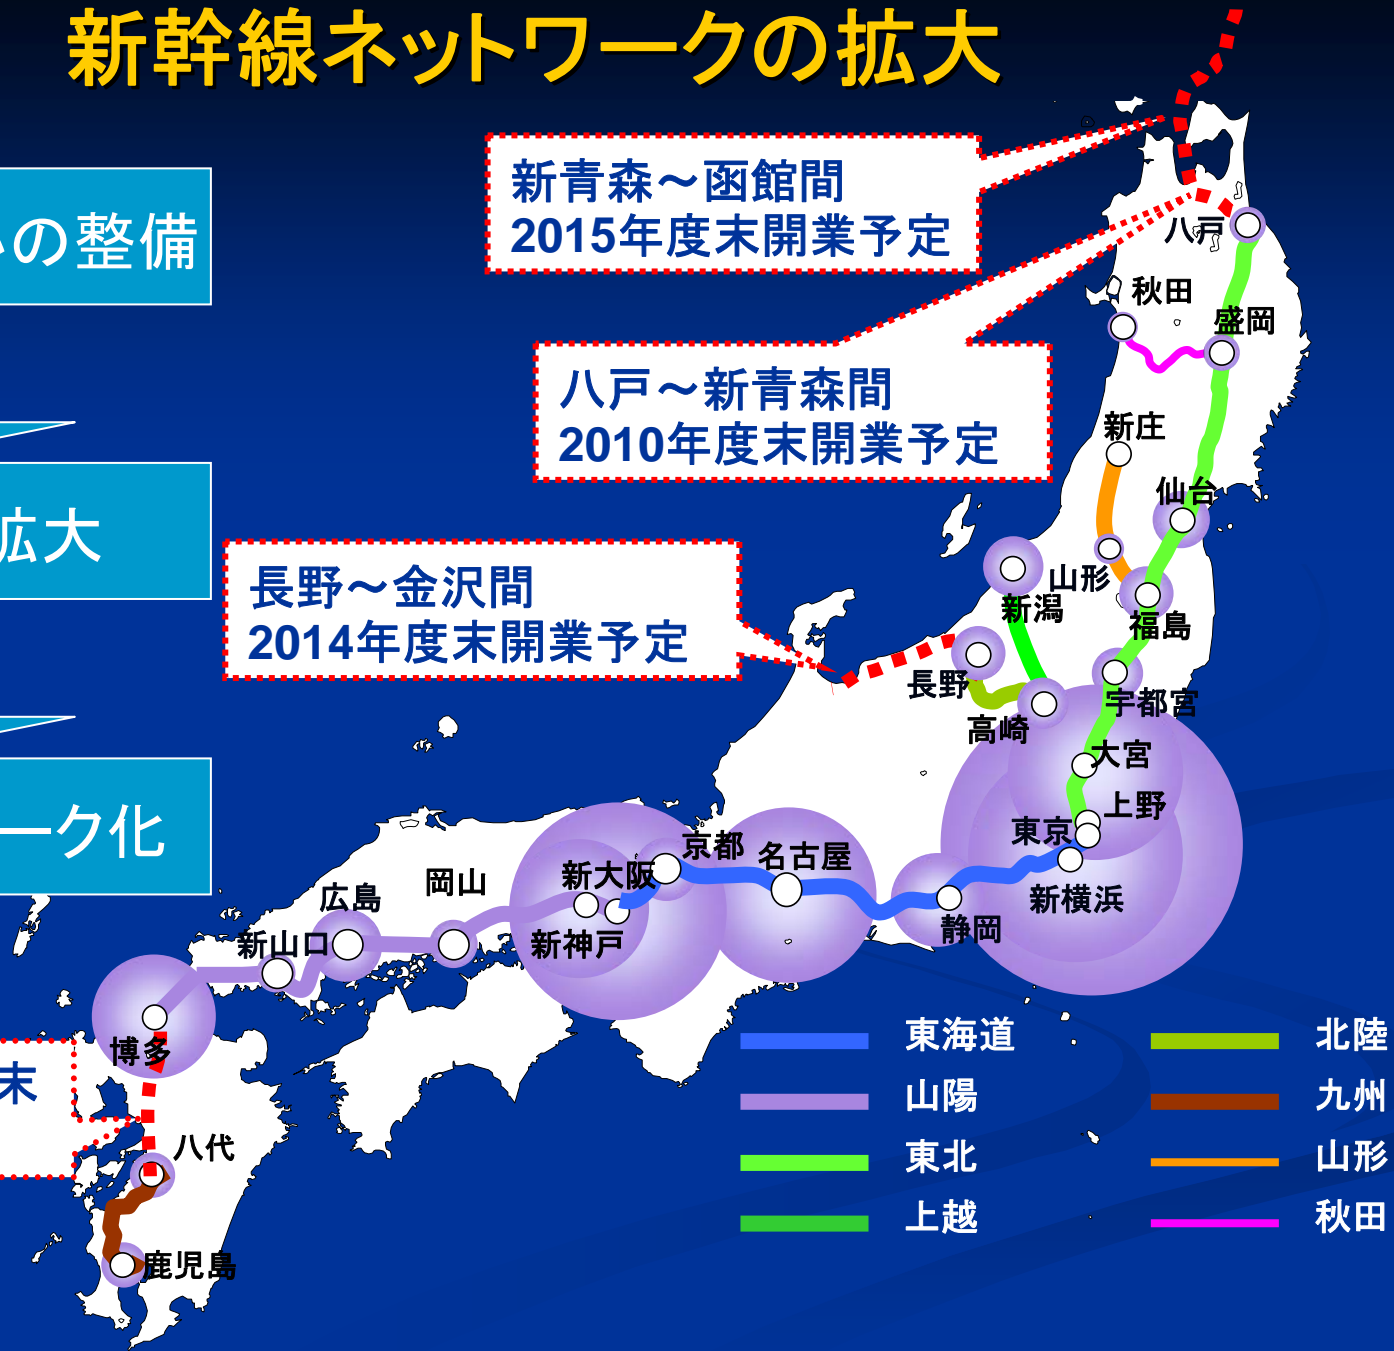 新幹線ネットワークの拡大
の整備
拡大
ーク化
新青森～函館間
2015年度末開業予定
八戸～新青森間
2010年度末開業予定
長野～金沢間
2014年度末開業予定
末
八戸
秋田
盛岡
新庄
仙台
山形
新潟
福島
長野
高崎
宇都宮
大宮
上野
東京
新横浜
静岡
名古屋
京都
新大阪
新神戸
岡山
広島
新山口
博多
八代
鹿児島
東海道
山陽
東北
上越
北陸
九州
山形
秋田